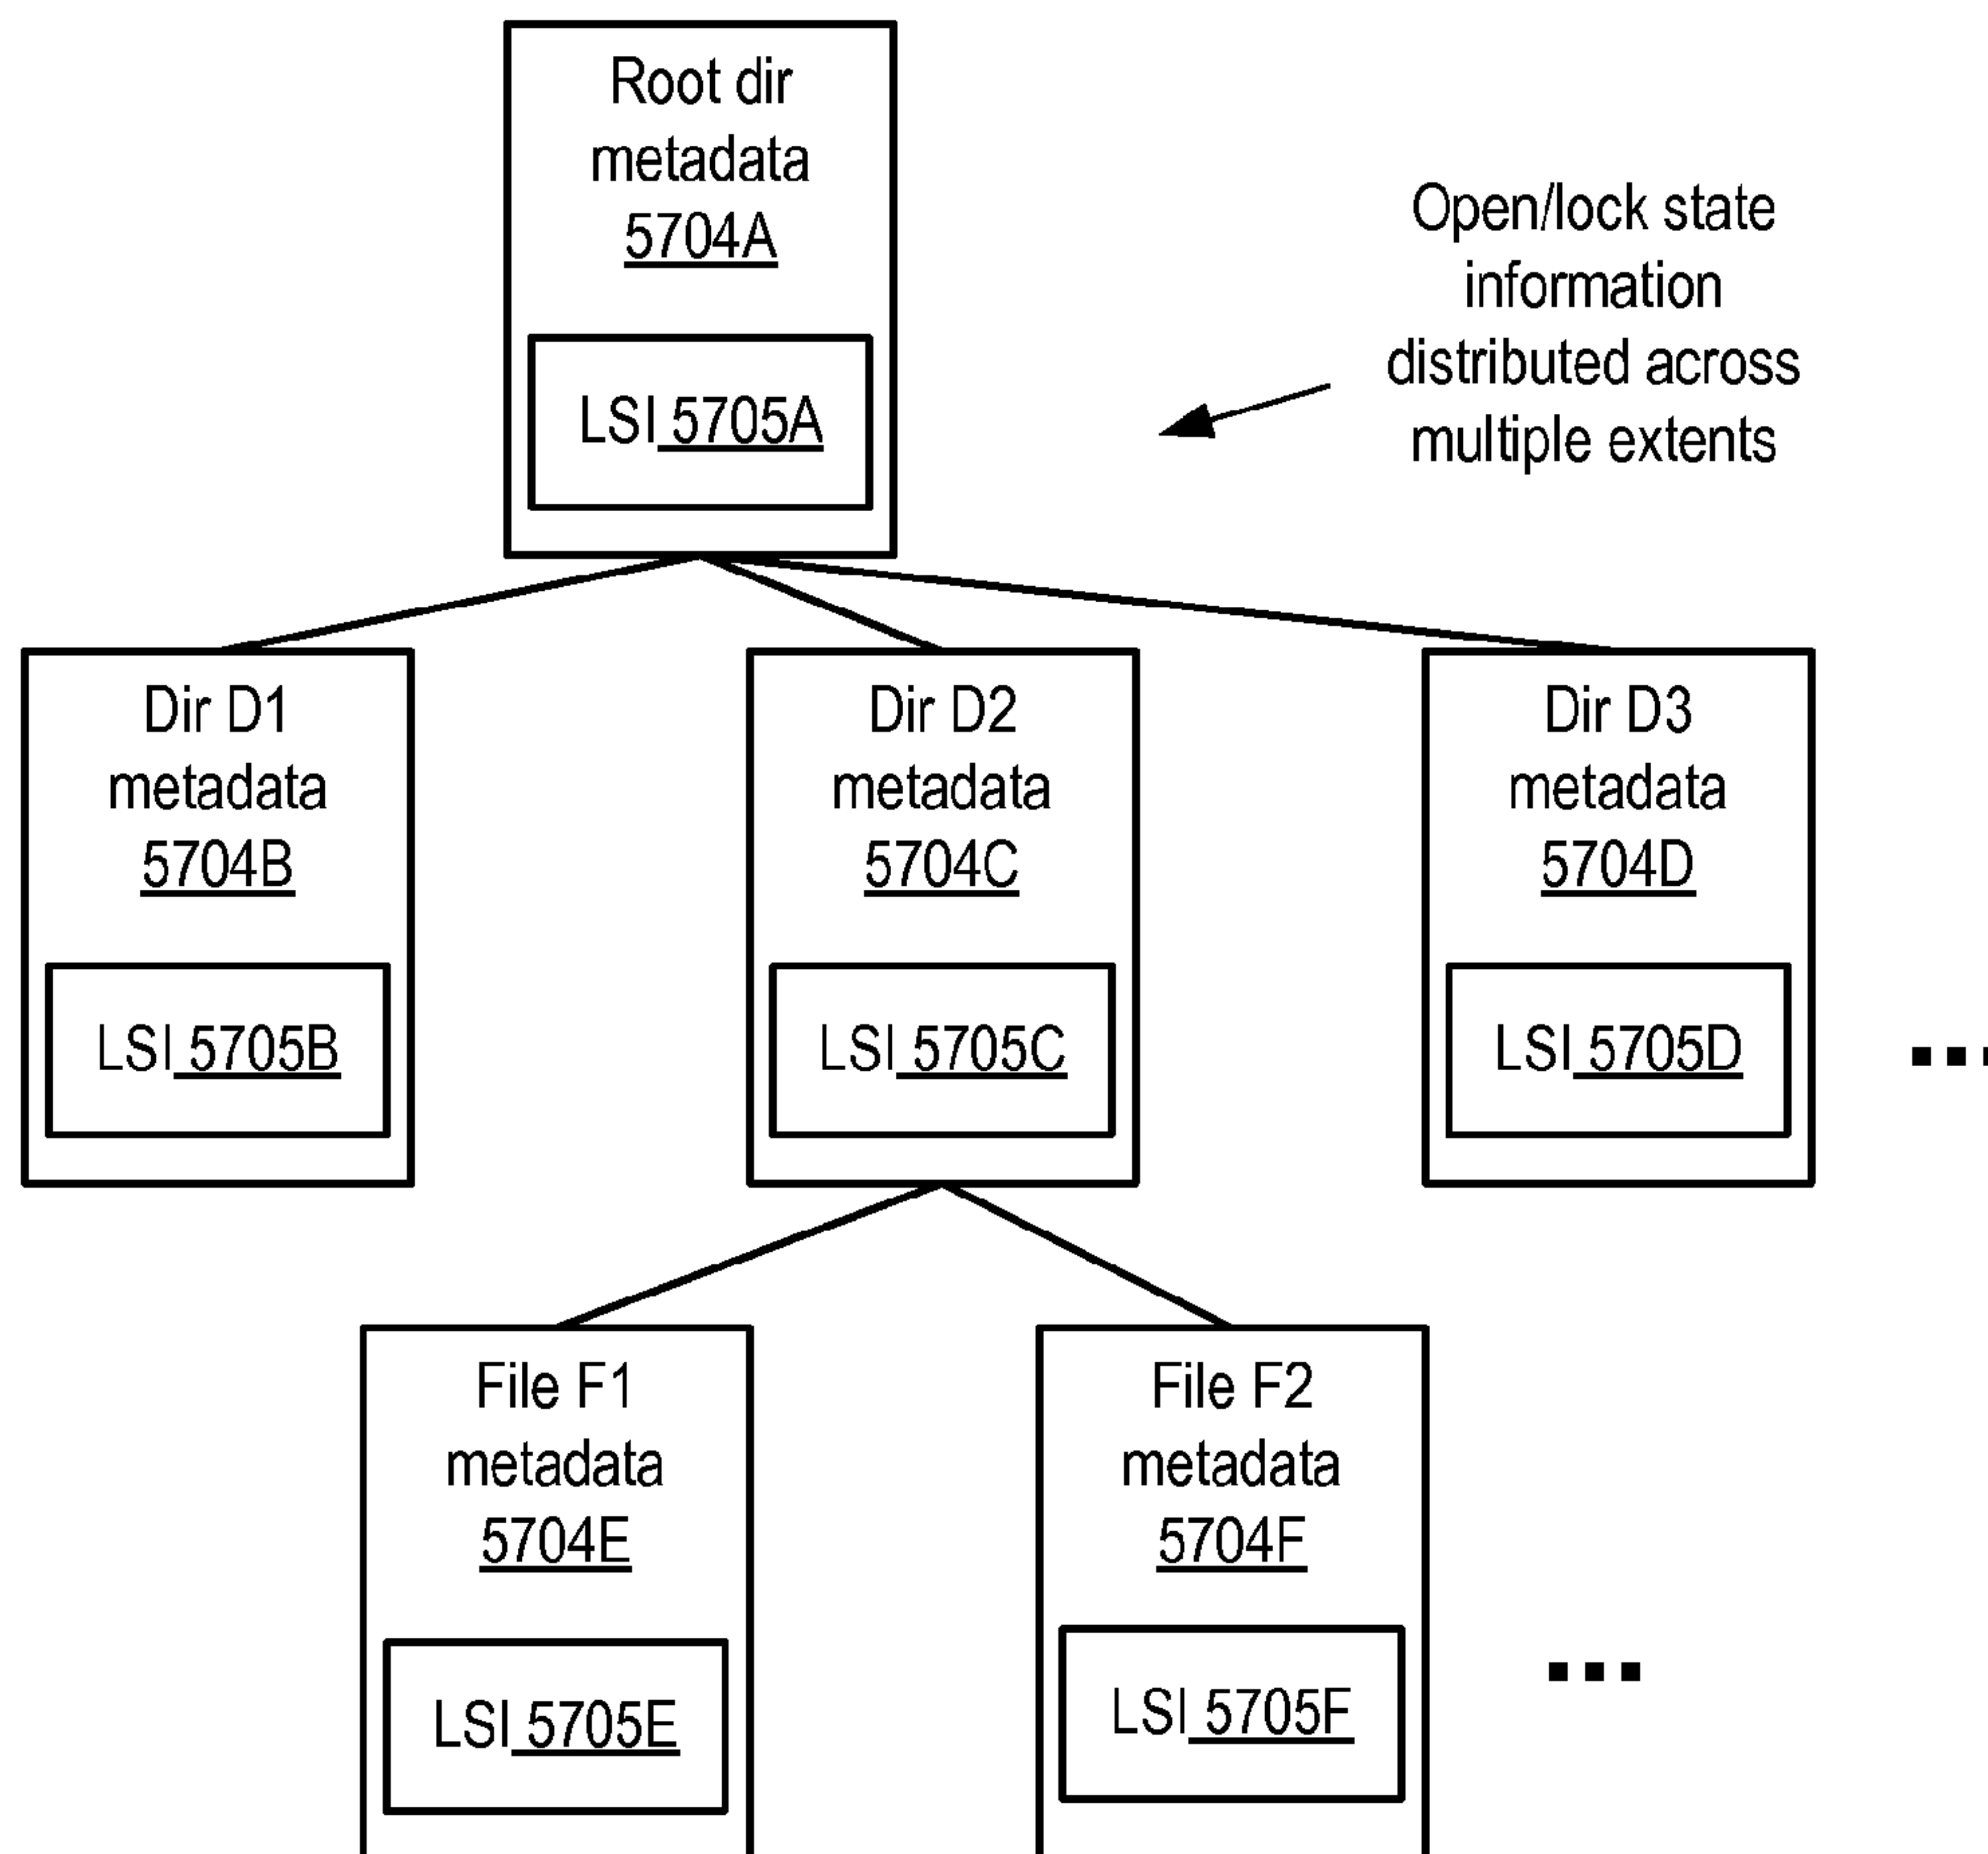 Root dir
metadata
5704A
LSI 5705A
Open/lock state
information
distributed across
multiple extents
Dir D1
metadata
5704B
LSI 5705B
Dir D2
metadata
5704C
LSI 5705C
Dir D3
metadata
5704D
LSI 5705D
...
File F1
metadata
5704E
LSI 5705E
File F2
metadata
5704F
LSI 5705F
...